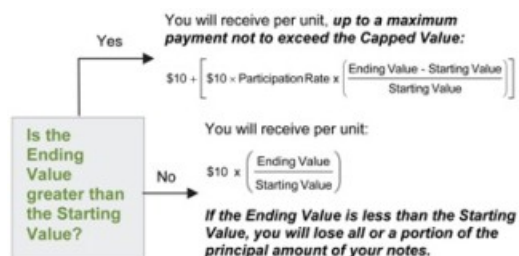 You will receive per unit, up to a maximum
payment not to exceed the Capped Value:
Yes
$10 + [ $10 × Participation Rate x ( Ending Value - Starting Value
Starting Value ) ]
Is the
Ending
Value
greater than
the Starting
Value?
No
You will receive per unit:
$10 x ( Ending Value
Starting Value )
If the Ending Value is less than the Starting
Value, you will lose all or a portion of the
principal amount of your notes.